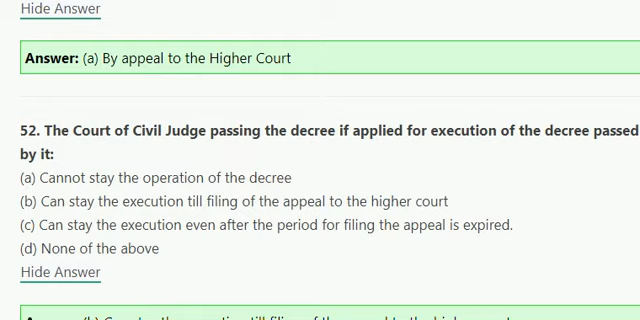 Hide Answer
Answer: (a) By appeal to the Higher Court
52. The Court of Civil Judge passing the decree if applied for execution of the decree passed
by it:
(a) Cannot stay the operation of the decree
(b) Can stay the execution till filing of the appeal to the higher court
(c) Can stay the execution even after the period for filing the appeal is expired.
(d) None of the above
Hide Answer